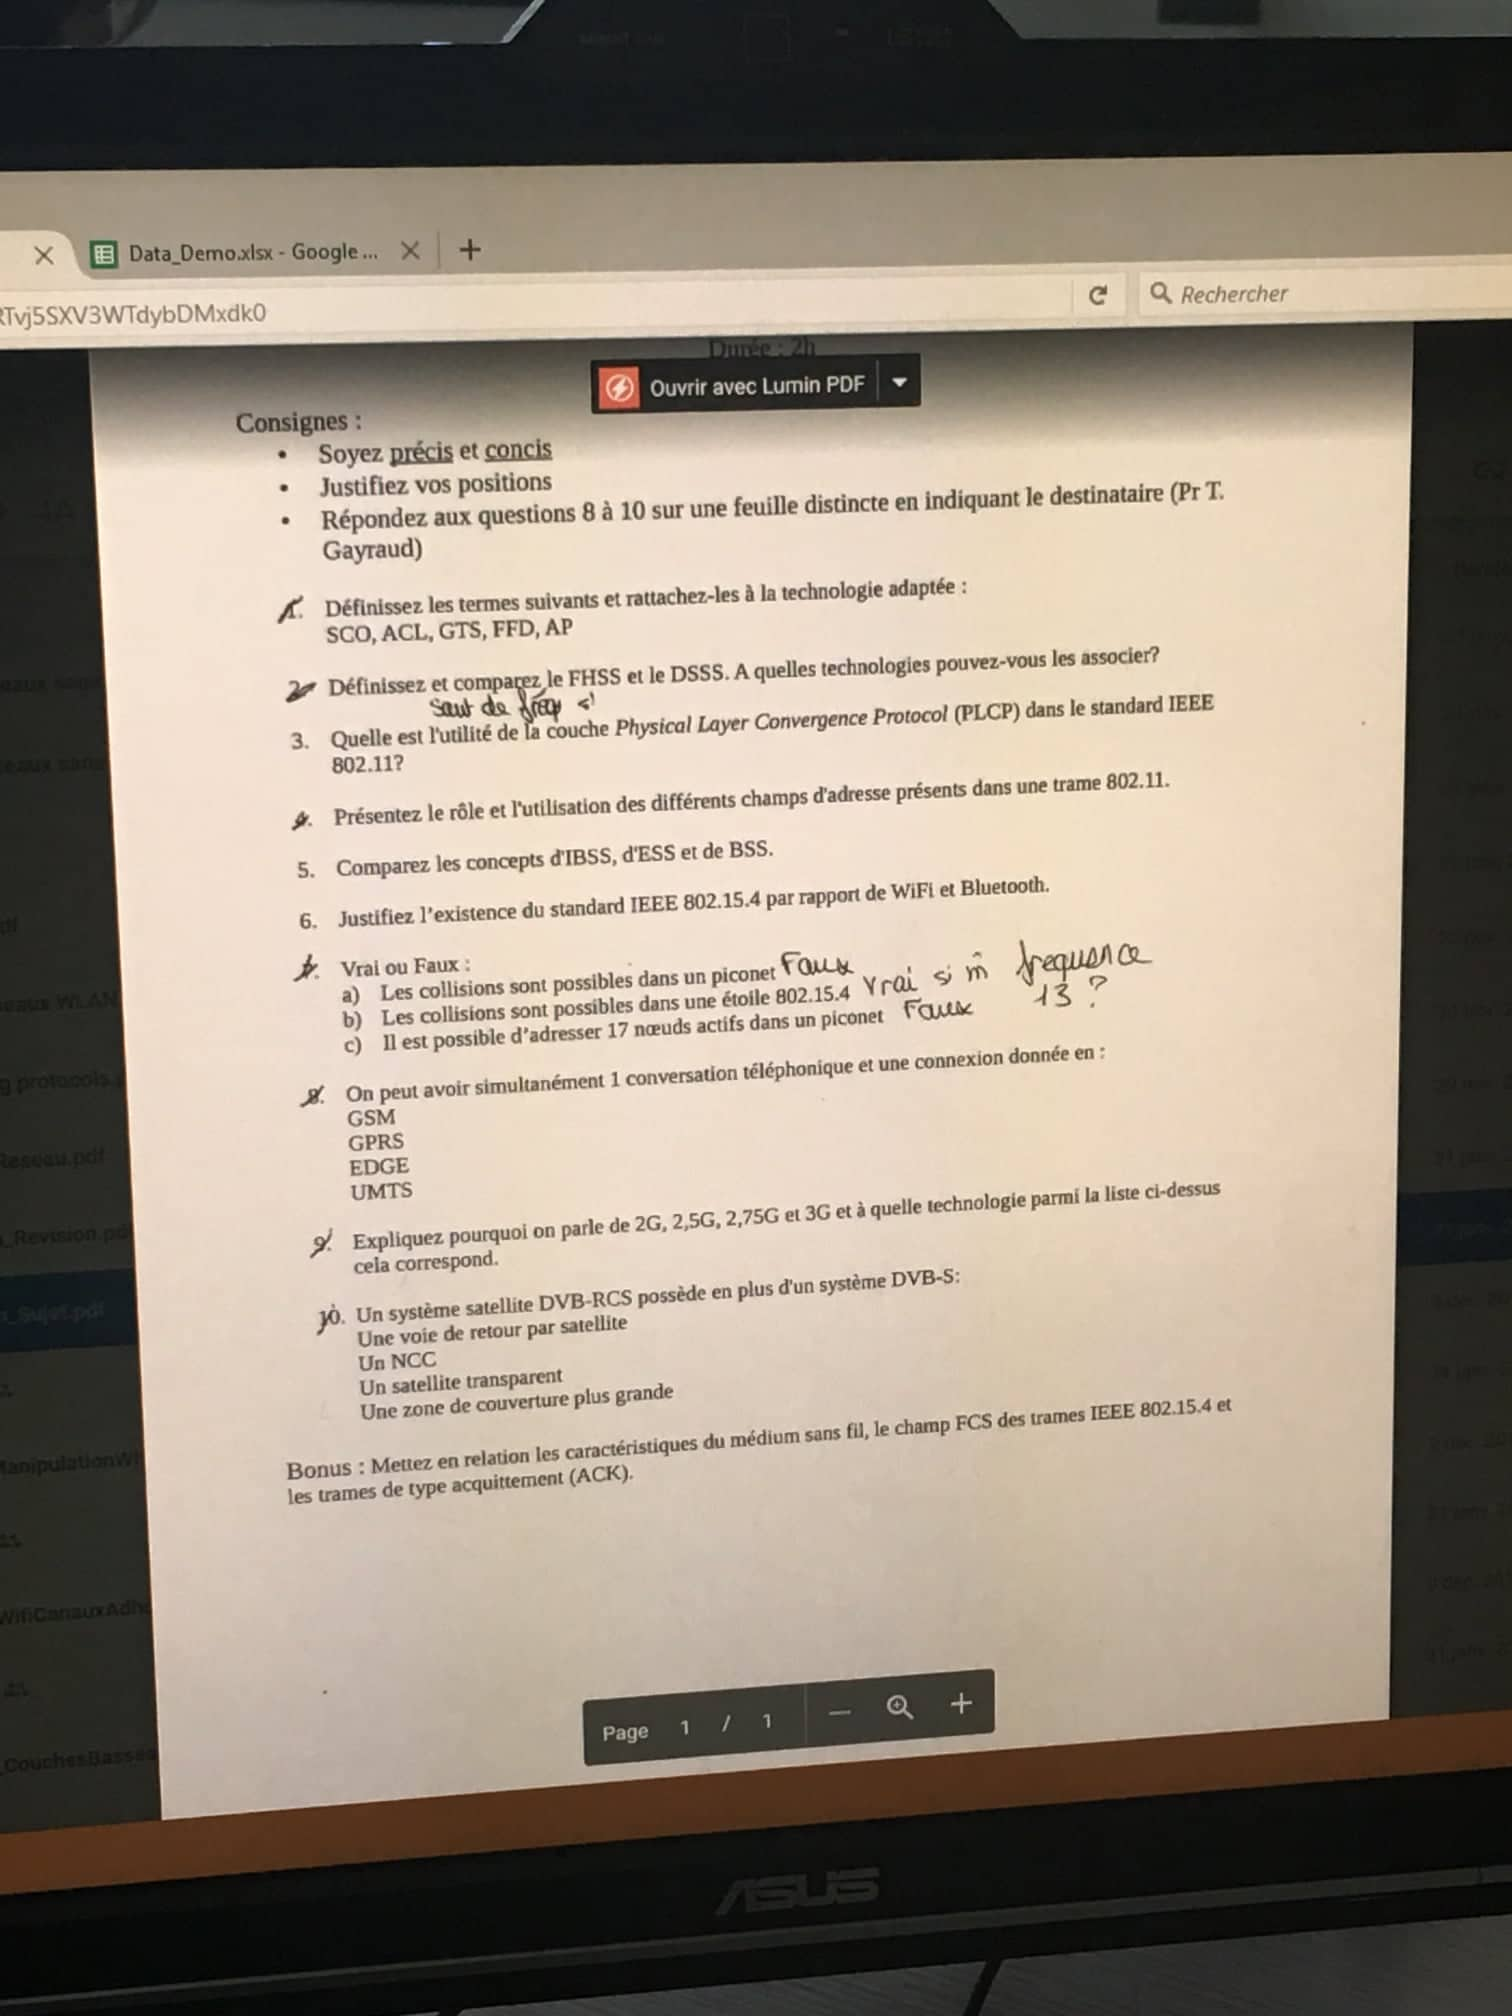 Data_Demo.xlsx - Google ...
RTvj5SXV3WTdybDMxdk0
Rechercher
Durée : 2h
Ouvrir avec Lumin PDF
Consignes :
• Soyez précis et concis
• Justifiez vos positions
• Répondez aux questions 8 à 10 sur une feuille distincte en indiquant le destinataire (Pr T.
Gayraud)
1. Définissez les termes suivants et rattachez-les à la technologie adaptée :
SCO, ACL, GTS, FFD, AP
2. Définissez et comparez le FHSS et le DSSS. A quelles technologies pouvez-vous les associer?
saut de freq
3. Quelle est l'utilité de la couche Physical Layer Convergence Protocol (PLCP) dans le standard IEEE
802.11?
4. Présentez le rôle et l'utilisation des différents champs d'adresse présents dans une trame 802.11.
5. Comparez les concepts d'IBSS, d'ESS et de BSS.
6. Justifiez l'existence du standard IEEE 802.15.4 par rapport de WiFi et Bluetooth.
Vrai ou Faux :
a) Les collisions sont possibles dans un piconet Faux
b) Les collisions sont possibles dans une étoile 802.15.4 Vrai si m̂ frequence
c) Il est possible d'adresser 17 nœuds actifs dans un piconet Faux 13 ?
8. On peut avoir simultanément 1 conversation téléphonique et une connexion donnée en :
GSM
GPRS
EDGE
UMTS
9. Expliquez pourquoi on parle de 2G, 2,5G, 2,75G et 3G et à quelle technologie parmi la liste ci-dessus
cela correspond.
10. Un système satellite DVB-RCS possède en plus d'un système DVB-S:
Une voie de retour par satellite
Un NCC
Un satellite transparent
Une zone de couverture plus grande
Bonus : Mettez en relation les caractéristiques du médium sans fil, le champ FCS des trames IEEE 802.15.4 et
les trames de type acquittement (ACK).
Page 1 / 1
ASUS